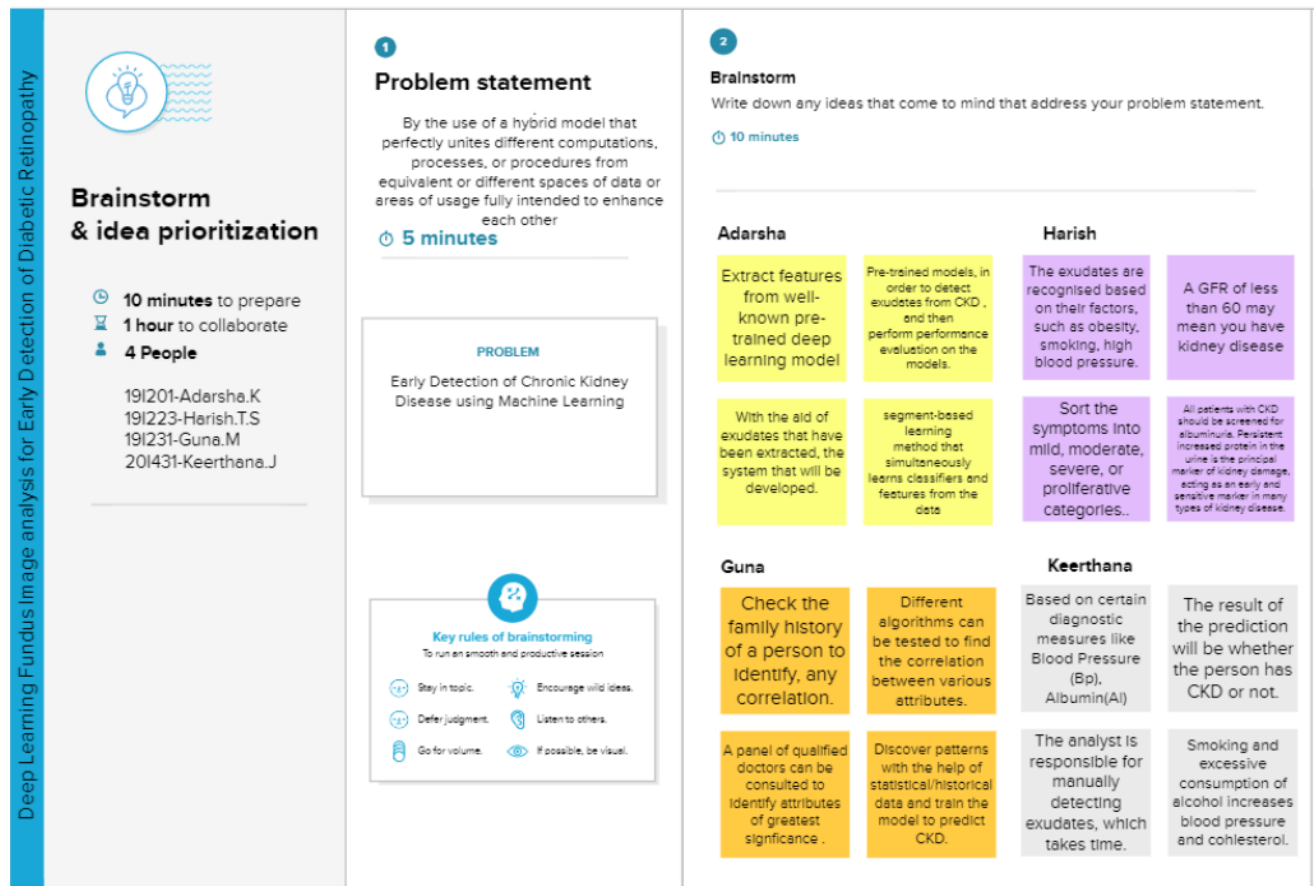 Deep Learning Fundus Image analysis for Early Detection of Diabetic Retinopathy
Brainstorm
& idea prioritization
10 minutes to prepare
1 hour to collaborate
4 People
19I201-Adarsha.K
19I223-Harish.T.S
19I231-Guna.M
20I431-Keerthana.J
1
Problem statement
By the use of a hybrid model that
perfectly unites different computations,
processes, or procedures from
equivalent or different spaces of data or
areas of usage fully intended to enhance
each other
5 minutes
PROBLEM
Early Detection of Chronic Kidney
Disease using Machine Learning
Key rules of brainstorming
To run an smooth and productive session
Stay in topic.
Encourage wild ideas.
Defer judgment.
Listen to others.
Go for volume.
If possible, be visual.
2
Brainstorm
Write down any ideas that come to mind that address your problem statement.
10 minutes
Adarsha
Extract features
from well-
known pre-
trained deep
learning model
Pre-trained models, in
order to detect
exudates from CKD ,
and then
perform performance
evaluation on the
models.
With the aid of
exudates that have
been extracted, the
system that will be
developed.
segment-based
learning
method that
simultaneously
learns classifiers and
features from the
data
Harish
The exudates are
recognised based
on their factors,
such as obesity,
smoking, high
blood pressure.
A GFR of less
than 60 may
mean you have
kidney disease
Sort the
symptoms into
mild, moderate,
severe, or
proliferative
categories..
All patients with CKD
should be screened for
albuminuria. Persistent
increased protein in the
urine is the principal
marker of kidney damage,
acting as an early and
sensitive marker in many
types of kidney disease.
Guna
Check the
family history
of a person to
identify, any
correlation.
Different
algorithms can
be tested to find
the correlation
between various
attributes.
A panel of qualified
doctors can be
consulted to
identify attributes
of greatest
signficance .
Discover patterns
with the help of
statistical/historical
data and train the
model to predict
CKD.
Keerthana
Based on certain
diagnostic
measures like
Blood Pressure
(Bp),
Albumin(Al)
The result of
the prediction
will be whether
the person has
CKD or not.
The analyst is
responsible for
manually
detecting
exudates, which
takes time.
Smoking and
excessive
consumption of
alcohol increases
blood pressure
and cohlesterol.